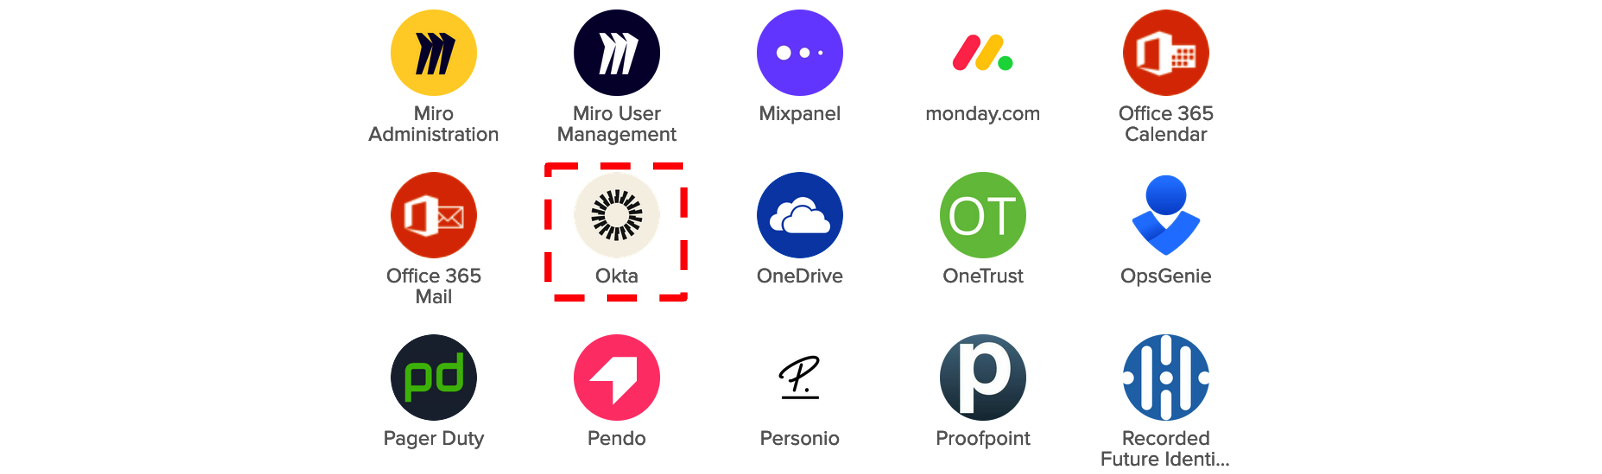 Miro
Administration
Miro User
Management
Mixpanel
monday.com
Office 365
Calendar
Office 365
Mail
Okta
OneDrive
OT
OneTrust
OpsGenie
pd
Pager Duty
Pendo
P.
Personio
p
Proofpoint
Recorded
Future Identi...